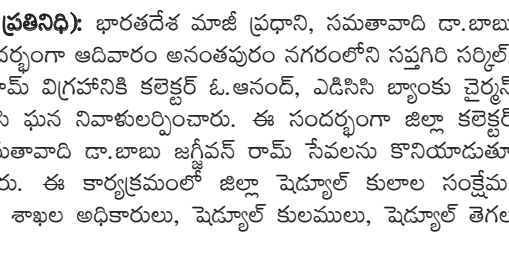 ప్రతినిధి): భారతదేశ మాజీ ప్రధాని, సమతావాది డా.బాబు
దర్భంగా ఆదివారం అనంతపురం నగరంలోని సప్తగిరి సర్కిల్
రామ్ విగ్రహానికి కలెక్టర్ ఓ.ఆనంద్, ఎడిసిసి బ్యాంకు చైర్మన్
ఘన నివాళులర్పించారు. ఈ సందర్భంగా జిల్లా కలెక్టర్
మతావాది డా.బాబు జగ్జీవన్ రామ్ సేవలను కొనియాడుతూ
రు. ఈ కార్యక్రమంలో జిల్లా షెడ్యూల్ కులాల సంక్షేమ
శాఖల అధికారులు, షెడ్యూల్ కులములు, షెడ్యూల్ తెగల